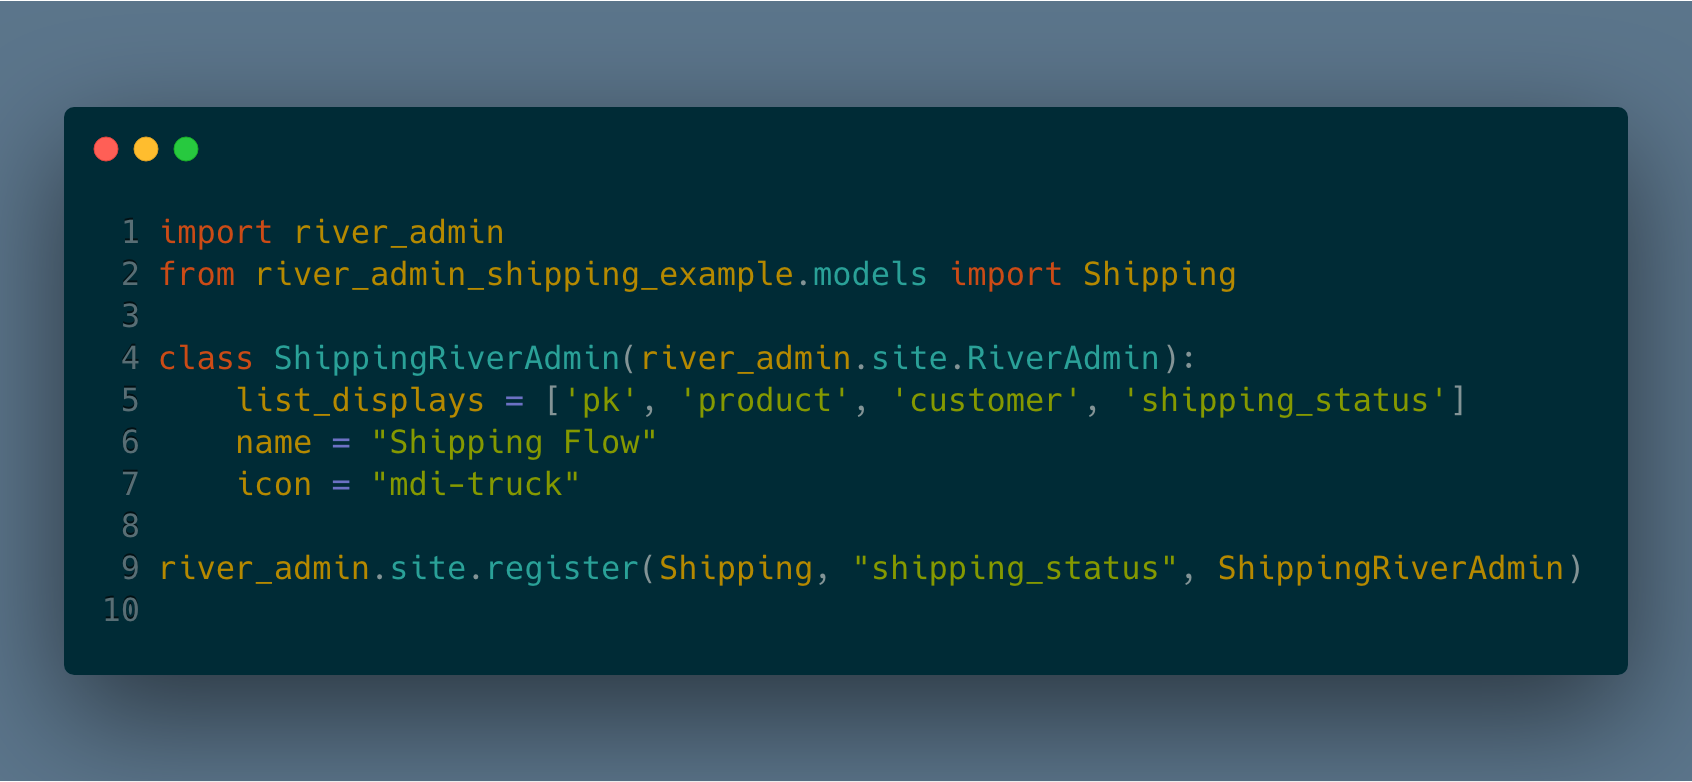 1 import river_admin
2 from river_admin_shipping_example.models import Shipping
3
4 class ShippingRiverAdmin(river_admin.site.RiverAdmin):
5     list_displays = ['pk', 'product', 'customer', 'shipping_status']
6     name = "Shipping Flow"
7     icon = "mdi-truck"
8
9 river_admin.site.register(Shipping, "shipping_status", ShippingRiverAdmin)
10